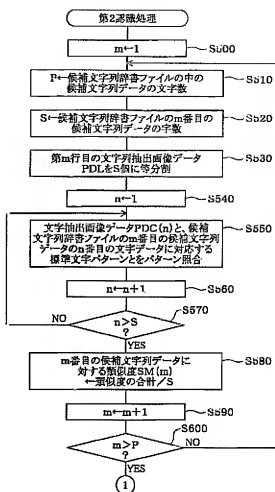 第2認識処理
m←1
S500
P←候補文字列辞書ファイルの中の
候補文字列データの文字数
S510
S←候補文字列辞書ファイルのm番目の
候補文字列データの字数
S520
第m行目の文字列抽出画像データ
PDLをS個に等分割
S530
n←1
S540
文字抽出画像データPDC(n)と、候補
文字列辞書ファイルのm番目の候補文字列
データのn番目の文字データに対応する
標準文字パターンとをパターン照合
S550
n←n+1
S560
n>S
?
S570
NO
YES
m番目の候補文字列データに
対する類似度SM(m)
←類似度の合計/S
S580
m←m+1
S590
m>P
?
S600
NO
YES
1